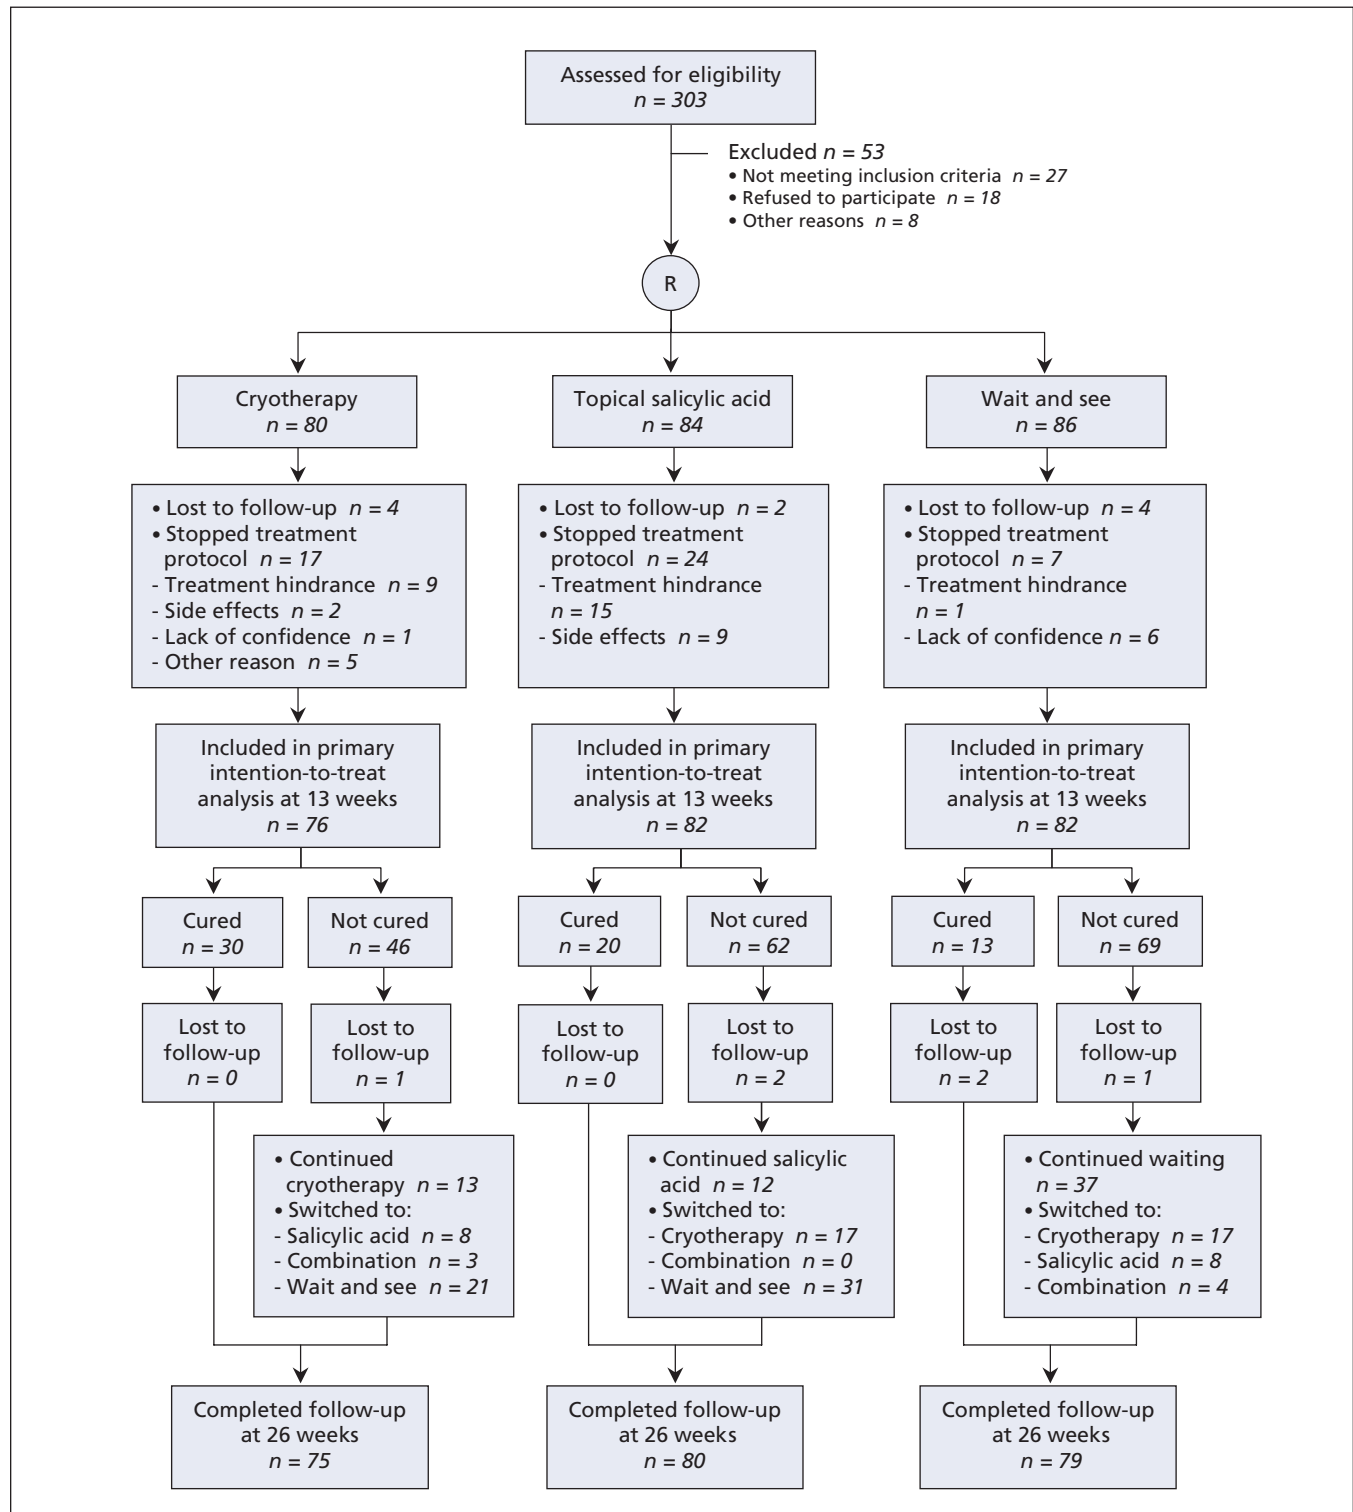 Assessed for eligibility
n = 303
Excluded n = 53
• Not meeting inclusion criteria n = 27
• Refused to participate n = 18
• Other reasons n = 8
R
Cryotherapy
n = 80
Topical salicylic acid
n = 84
Wait and see
n = 86
• Lost to follow-up n = 4
• Stopped treatment
protocol n = 17
- Treatment hindrance n = 9
- Side effects n = 2
- Lack of confidence n = 1
- Other reason n = 5
• Lost to follow-up n = 2
• Stopped treatment
protocol n = 24
- Treatment hindrance
n = 15
- Side effects n = 9
• Lost to follow-up n = 4
• Stopped treatment
protocol n = 7
- Treatment hindrance
n = 1
- Lack of confidence n = 6
Included in primary
intention-to-treat
analysis at 13 weeks
n = 76
Included in primary
intention-to-treat
analysis at 13 weeks
n = 82
Included in primary
intention-to-treat
analysis at 13 weeks
n = 82
Cured
n = 30
Not cured
n = 46
Cured
n = 20
Not cured
n = 62
Cured
n = 13
Not cured
n = 69
Lost to
follow-up
n = 0
Lost to
follow-up
n = 1
Lost to
follow-up
n = 0
Lost to
follow-up
n = 2
Lost to
follow-up
n = 2
Lost to
follow-up
n = 1
• Continued
cryotherapy n = 13
• Switched to:
- Salicylic acid n = 8
- Combination n = 3
- Wait and see n = 21
• Continued salicylic
acid n = 12
• Switched to:
- Cryotherapy n = 17
- Combination n = 0
- Wait and see n = 31
• Continued waiting
n = 37
• Switched to:
- Cryotherapy n = 17
- Salicylic acid n = 8
- Combination n = 4
Completed follow-up
at 26 weeks
n = 75
Completed follow-up
at 26 weeks
n = 80
Completed follow-up
at 26 weeks
n = 79